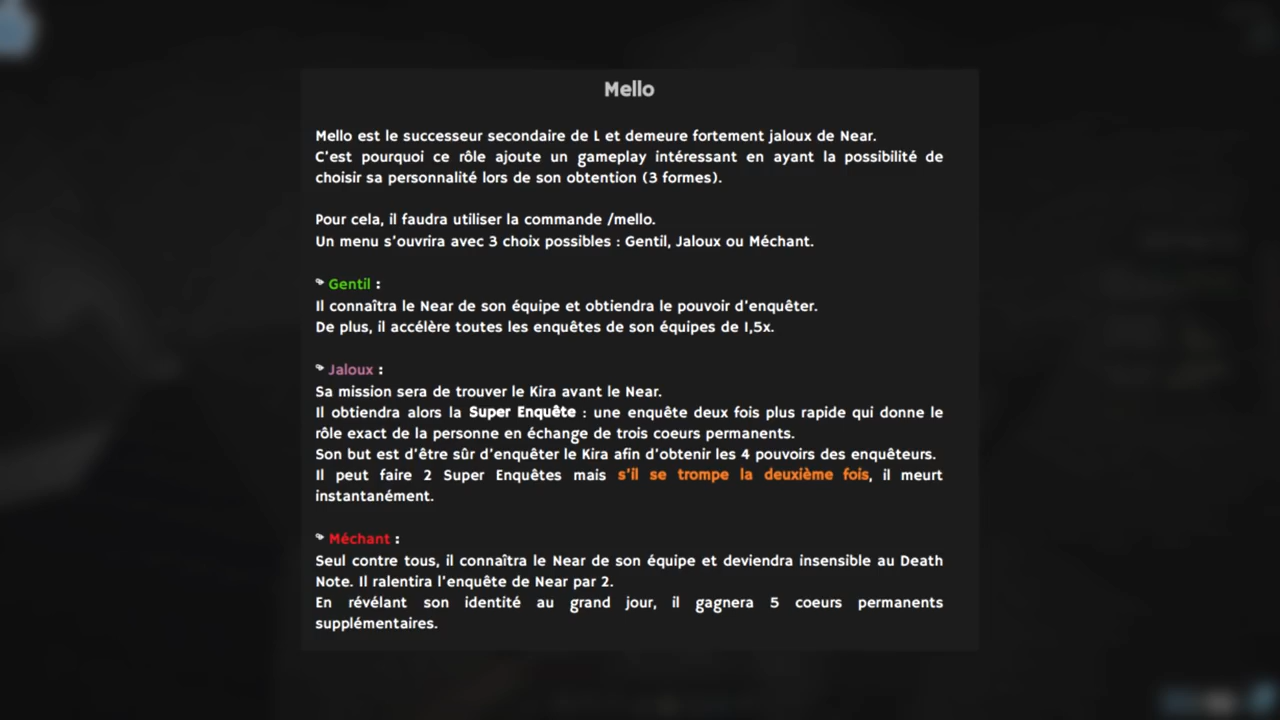 Mello
Mello est le successeur secondaire de L et demeure fortement jaloux de Near.
C'est pourquoi ce rôle ajoute un gameplay intéressant en ayant la possibilité de
choisir sa personnalité lors de son obtention (3 formes).
Pour cela, il faudra utiliser la commande /mello.
Un menu s'ouvrira avec 3 choix possibles : Gentil, Jaloux ou Méchant.
Gentil :
Il connaîtra le Near de son équipe et obtiendra le pouvoir d'enquêter.
De plus, il accélère toutes les enquêtes de son équipes de 1,5x.
Jaloux :
Sa mission sera de trouver le Kira avant le Near.
Il obtiendra alors la Super Enquête : une enquête deux fois plus rapide qui donne le
rôle exact de la personne en échange de trois coeurs permanents.
Son but est d'être sûr d'enquêter le Kira afin d'obtenir les 4 pouvoirs des enquêteurs.
Il peut faire 2 Super Enquêtes mais s'il se trompe la deuxième fois, il meurt
instantanément.
Méchant :
Seul contre tous, il connaîtra le Near de son équipe et deviendra insensible au Death
Note. Il ralentira l'enquête de Near par 2.
En révélant son identité au grand jour, il gagnera 5 coeurs permanents
supplémentaires.